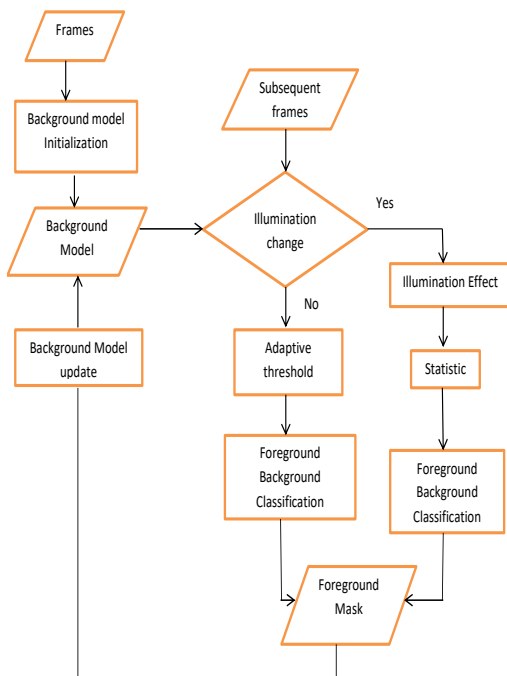 Frames
Background model
Initialization
Background
Model
Background Model
update
Subsequent
frames
Illumination
change
Yes
No
Illumination Effect
Adaptive
threshold
Statistic
Foreground
Background
Classification
Foreground
Background
Classification
Foreground
Mask